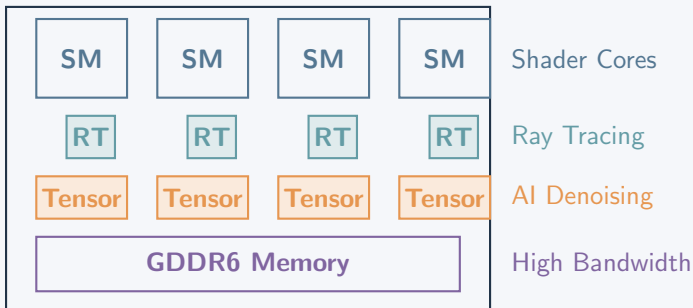 SM SM SM SM Shader Cores
RT RT RT RT Ray Tracing
Tensor Tensor Tensor Tensor AI Denoising
GDDR6 Memory High Bandwidth